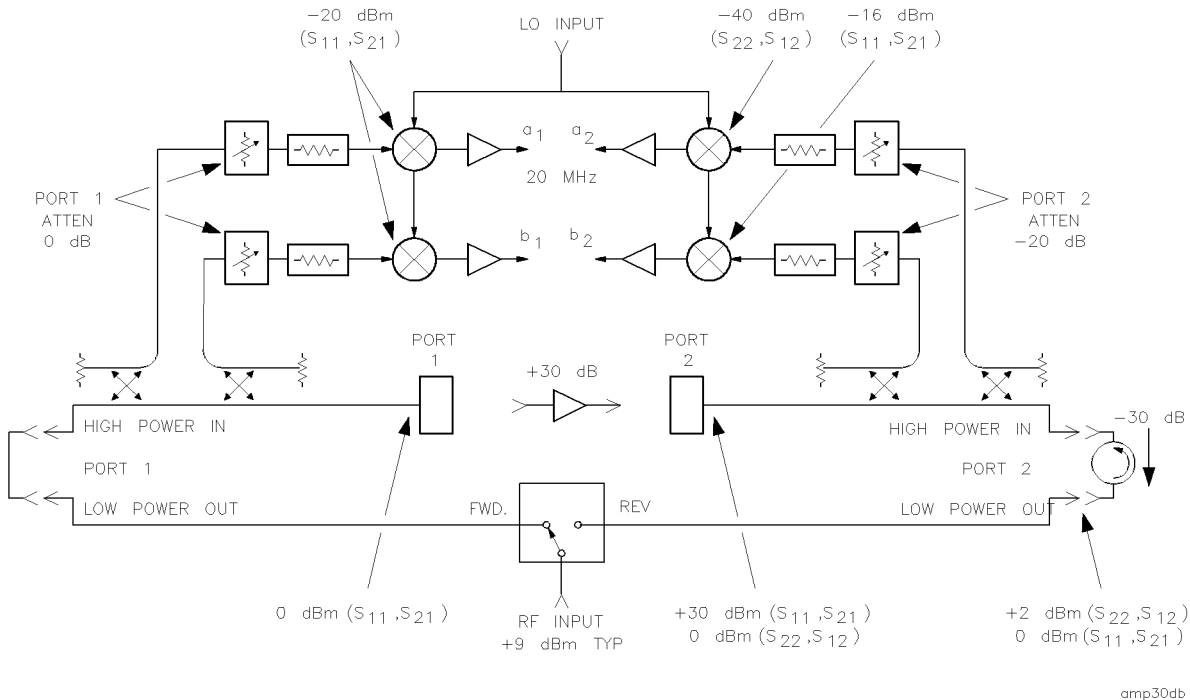 −20 dBm
(S11 ,S21 )
LO INPUT
−40 dBm
(S22 ,S12 )
−16 dBm
(S11 ,S21 )
a1
a2
20 MHz
PORT 1
ATTEN
0 dB
PORT 2
ATTEN
−20 dB
b1
b2
PORT
1
+30 dB
PORT
2
−30 dB
HIGH POWER IN
HIGH POWER IN
PORT 1
PORT 2
LOW POWER OUT
FWD.
REV
LOW POWER OUT
0 dBm (S11 ,S21 )
RF INPUT
+9 dBm TYP
+30 dBm (S11 ,S21 )
0 dBm (S22 ,S12 )
+2 dBm (S22 ,S12 )
0 dBm (S11 ,S21 )
amp30db